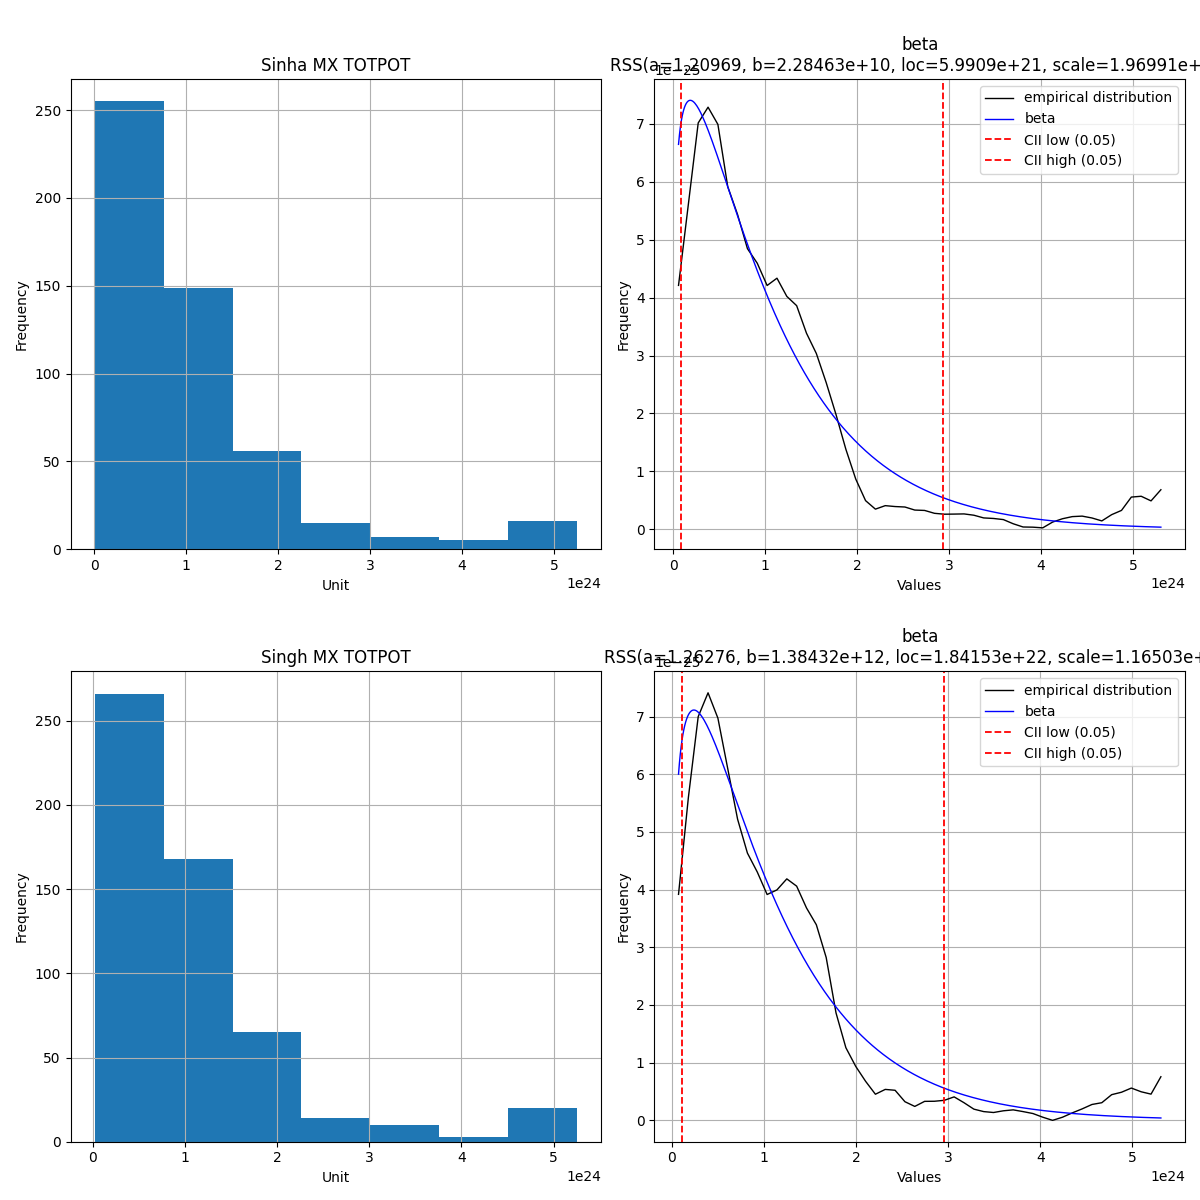 Sinha MX TOTPOT
Frequency
250
200
150
100
50
0
0 1 2 3 4 5
1e24
Unit
beta
RSS(a=1.20969, b=2.28463e+10, loc=5.9909e+21, scale=1.96991e+
1e-25
empirical distribution
beta
CII low (0.05)
CII high (0.05)
Frequency
7
6
5
4
3
2
1
0
0 1 2 3 4 5
1e24
Values
Singh MX TOTPOT
Frequency
250
200
150
100
50
0
0 1 2 3 4 5
1e24
Unit
beta
RSS(a=1.26276, b=1.38432e+12, loc=1.84153e+22, scale=1.16503e+
1e-25
empirical distribution
beta
CII low (0.05)
CII high (0.05)
Frequency
7
6
5
4
3
2
1
0
0 1 2 3 4 5
1e24
Values